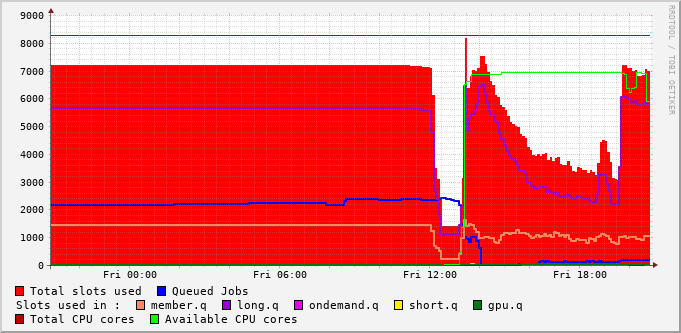 RRDTOOL / TOBI OETIKER
9000
8000
7000
6000
5000
4000
3000
2000
1000
0
Fri 00:00 Fri 06:00 Fri 12:00 Fri 18:00
Total slots used Queued Jobs
Slots used in : member.q long.q ondemand.q short.q gpu.q
Total CPU cores Available CPU cores